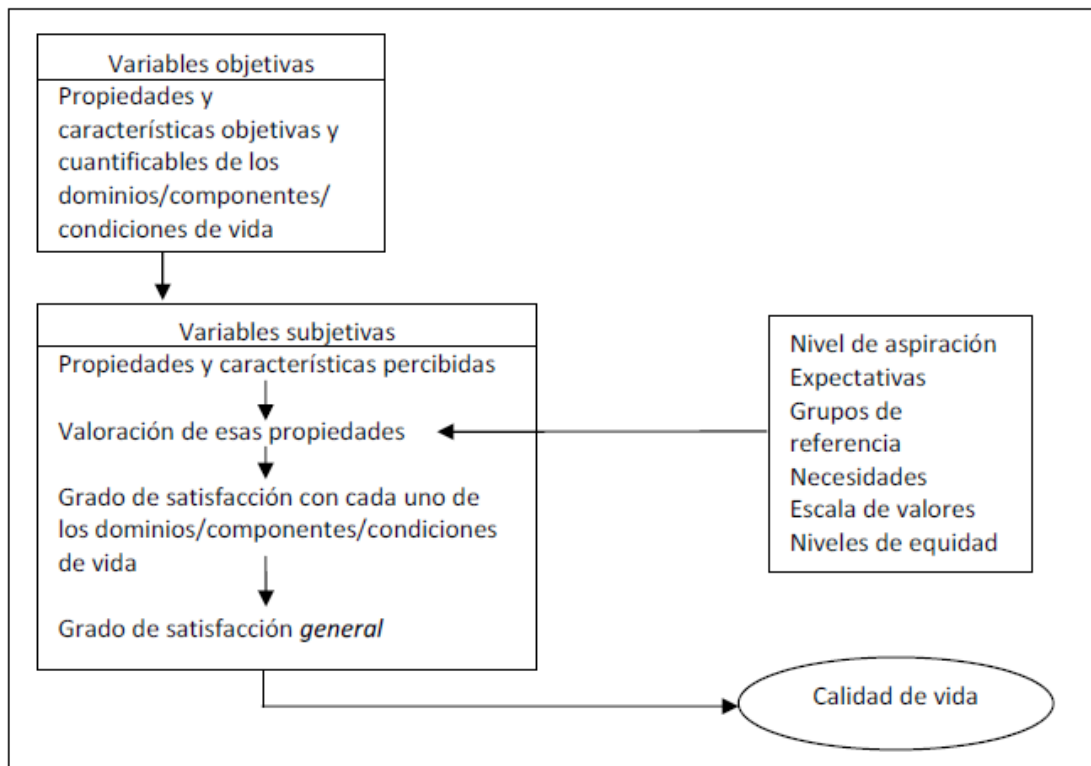 Variables objetivas
Propiedades y
características objetivas y
cuantificables de los
dominios/componentes/
condiciones de vida
Variables subjetivas
Propiedades y características percibidas
Valoración de esas propiedades
Grado de satisfacción con cada uno de
los dominios/componentes/condiciones
de vida
Grado de satisfacción general
Nivel de aspiración
Expectativas
Grupos de
referencia
Necesidades
Escala de valores
Niveles de equidad
Calidad de vida